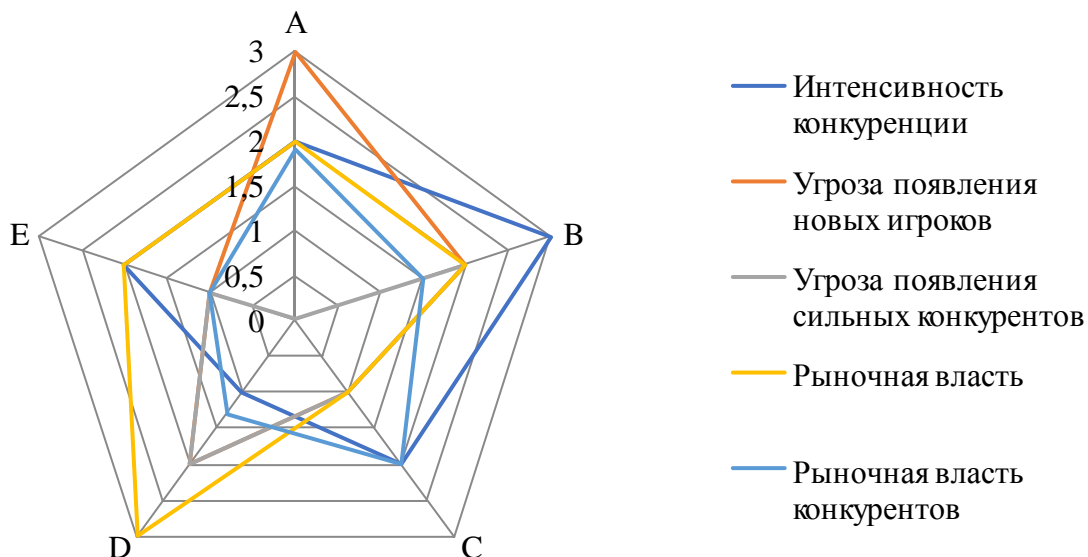 A
3
2,5
2
1,5
1
0,5
0
B
C
D
E
Интенсивность
конкуренции
Угроза появления
новых игроков
Угроза появления
сильных конкурентов
Рыночная власть
Рыночная власть
конкурентов